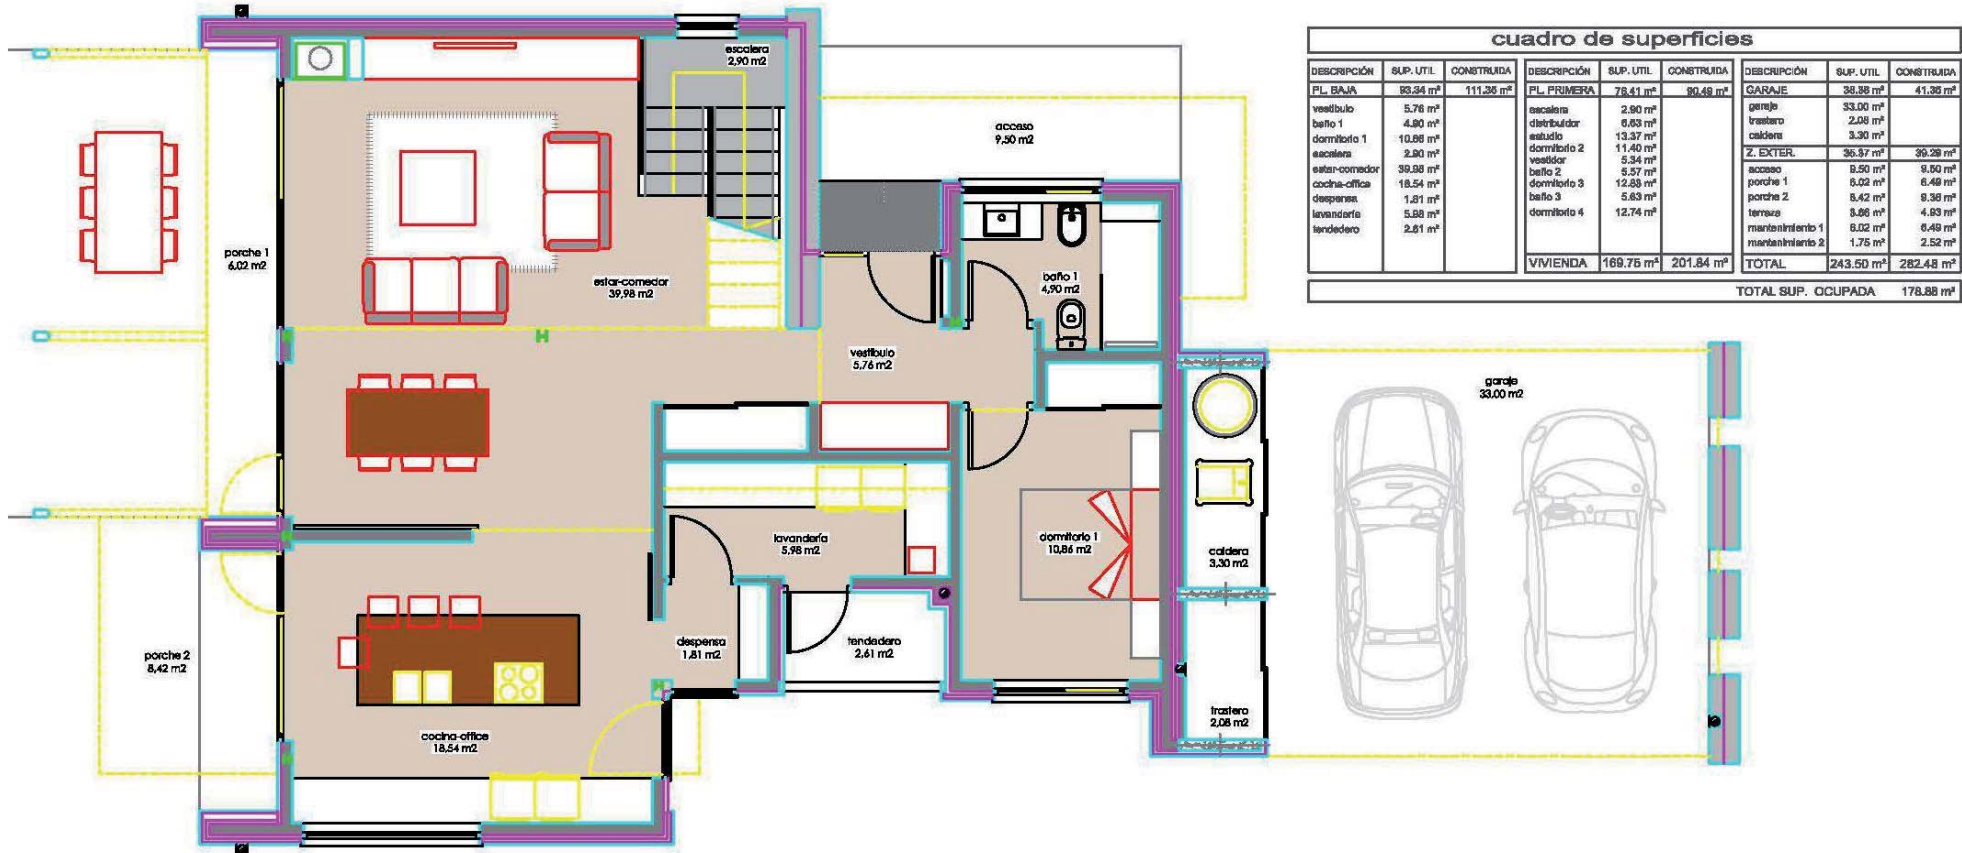 escalera
2,90 m2
acceso
9,50 m2
porche 1
6,02 m2
estar-comedor
39,98 m2
baño 1
4,90 m2
vestibulo
5,76 m2
garaje
33,00 m2
lavandería
5,98 m2
dormitorio 1
10,86 m2
caldera
3,30 m2
porche 2
8,42 m2
despensa
1,81 m2
tendedero
2,61 m2
trastero
2,08 m2
cocina-office
18,54 m2
cuadro de superficies
DESCRIPCIÓN SUP. UTIL CONSTRUIDA
PL. BAJA 93.34 m² 111.35 m²
vestibulo 5.76 m²
baño 1 4.90 m²
dormitorio 1 10.86 m²
escalera 2.90 m²
estar-comedor 39.98 m²
cocina-office 18.54 m²
despensa 1.81 m²
lavandería 5.98 m²
tendedero 2.61 m²
DESCRIPCIÓN SUP. UTIL CONSTRUIDA
PL. PRIMERA 76.41 m² 90.49 m²
escalera 2.90 m²
distribuidor 6.63 m²
estudio 13.37 m²
dormitorio 2 11.40 m²
vestidor 5.34 m²
baño 2 5.57 m²
dormitorio 3 12.83 m²
baño 3 5.63 m²
dormitorio 4 12.74 m²
VIVIENDA 169.75 m² 201.84 m²
DESCRIPCIÓN SUP. UTIL CONSTRUIDA
GARAJE 38.38 m² 41.35 m²
garaje 33.00 m²
trastero 2.08 m²
caldera 3.30 m²
Z. EXTER. 35.37 m² 39.29 m²
acceso 9.50 m² 9.50 m²
porche 1 6.02 m² 6.49 m²
porche 2 8.42 m² 9.36 m²
terraza 3.66 m² 4.93 m²
mantenimiento 1 6.02 m² 6.49 m²
mantenimiento 2 1.75 m² 2.52 m²
TOTAL 243.50 m² 282.48 m²
TOTAL SUP. OCUPADA 178.88 m²